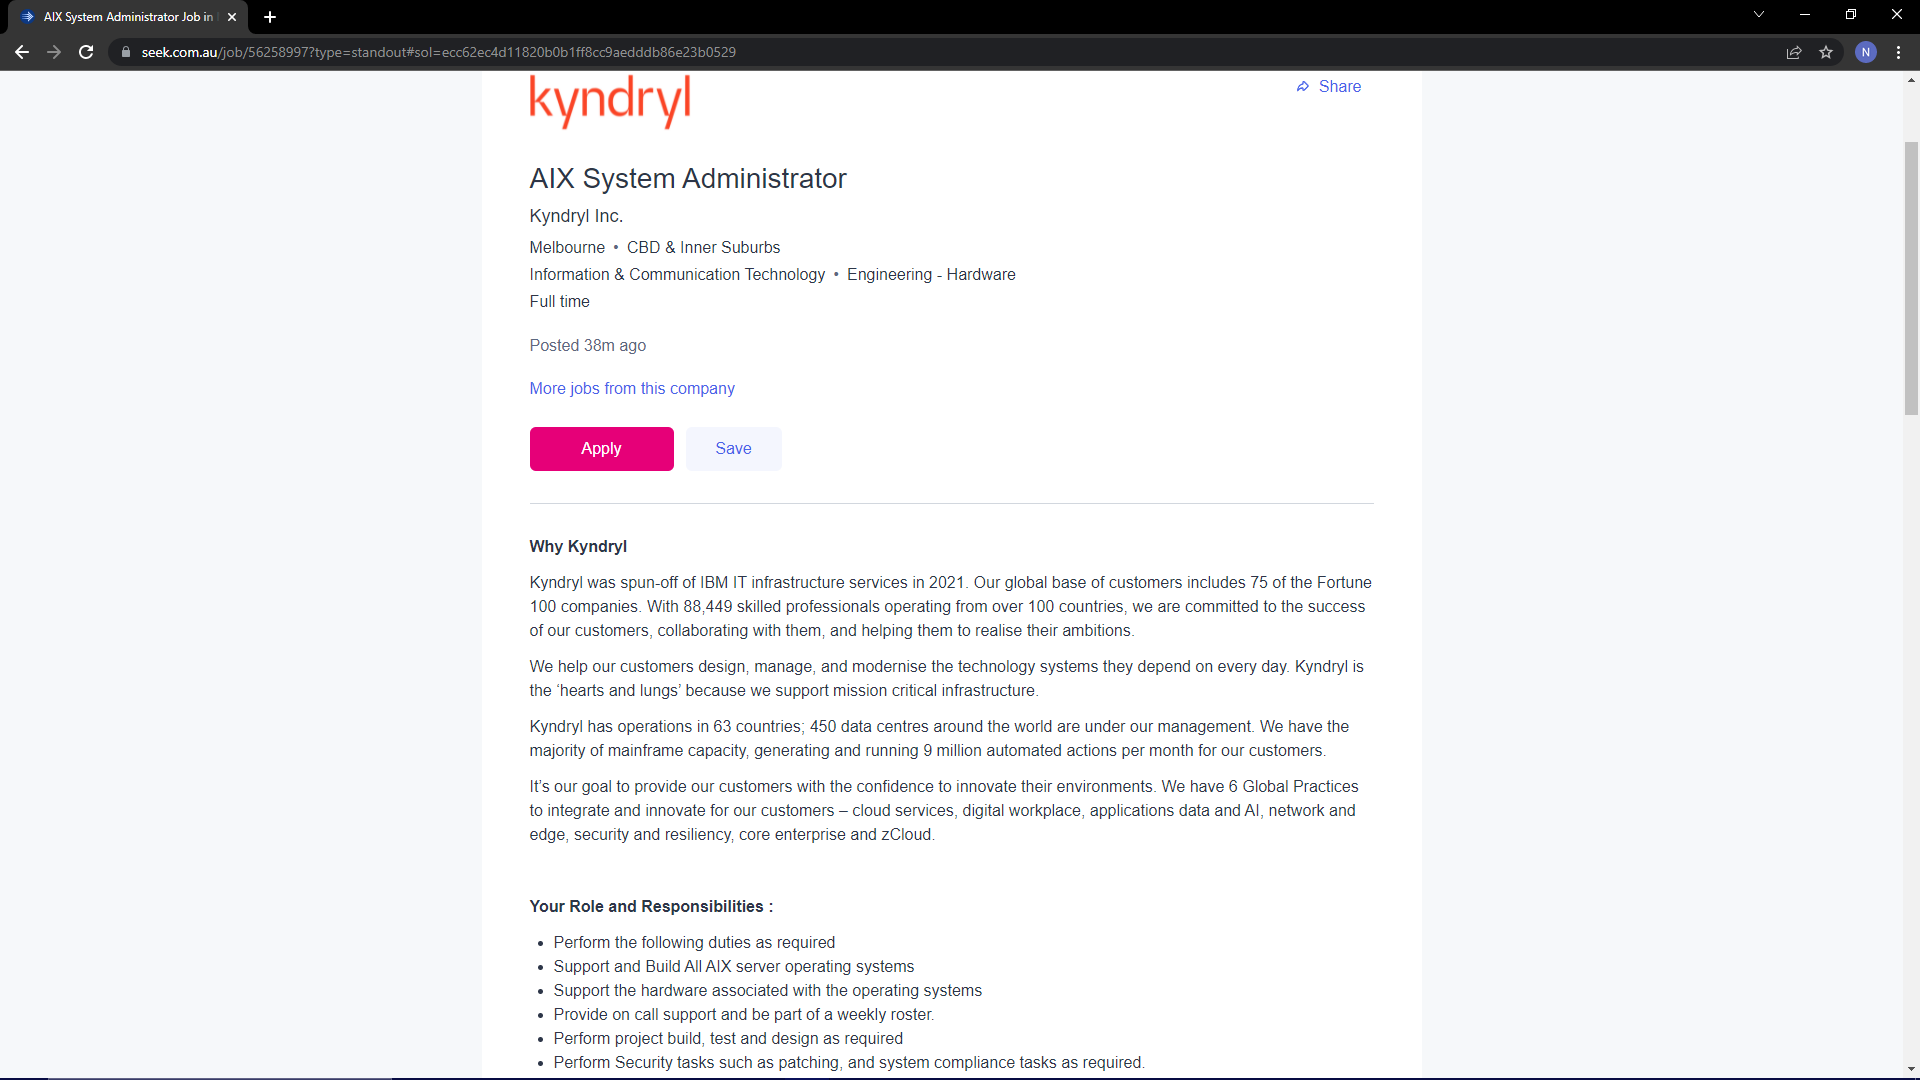 AIX System Administrator Job in
seek.com.au/job/56258997?type=standout#sol=ecc62ec4d11820b0b1ff8cc9aedddb86e23b0529
N
kyndryl
Share
AIX System Administrator
Kyndryl Inc.
Melbourne • CBD & Inner Suburbs
Information & Communication Technology • Engineering - Hardware
Full time
Posted 38m ago
More jobs from this company
Apply Save
Why Kyndryl
Kyndryl was spun-off of IBM IT infrastructure services in 2021. Our global base of customers includes 75 of the Fortune
100 companies. With 88,449 skilled professionals operating from over 100 countries, we are committed to the success
of our customers, collaborating with them, and helping them to realise their ambitions.
We help our customers design, manage, and modernise the technology systems they depend on every day. Kyndryl is
the ‘hearts and lungs’ because we support mission critical infrastructure.
Kyndryl has operations in 63 countries; 450 data centres around the world are under our management. We have the
majority of mainframe capacity, generating and running 9 million automated actions per month for our customers.
It’s our goal to provide our customers with the confidence to innovate their environments. We have 6 Global Practices
to integrate and innovate for our customers – cloud services, digital workplace, applications data and AI, network and
edge, security and resiliency, core enterprise and zCloud.
Your Role and Responsibilities :
• Perform the following duties as required
• Support and Build All AIX server operating systems
• Support the hardware associated with the operating systems
• Provide on call support and be part of a weekly roster.
• Perform project build, test and design as required
• Perform Security tasks such as patching, and system compliance tasks as required.